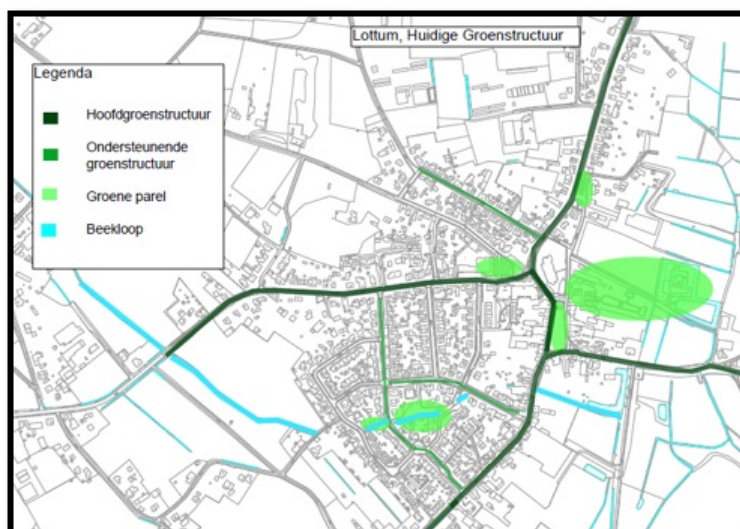 Lottum, Huidige Groenstructuur
Legenda
Hoofdgroenstructuur
Ondersteunende
groenstructuur
Groene parel
Beekloop